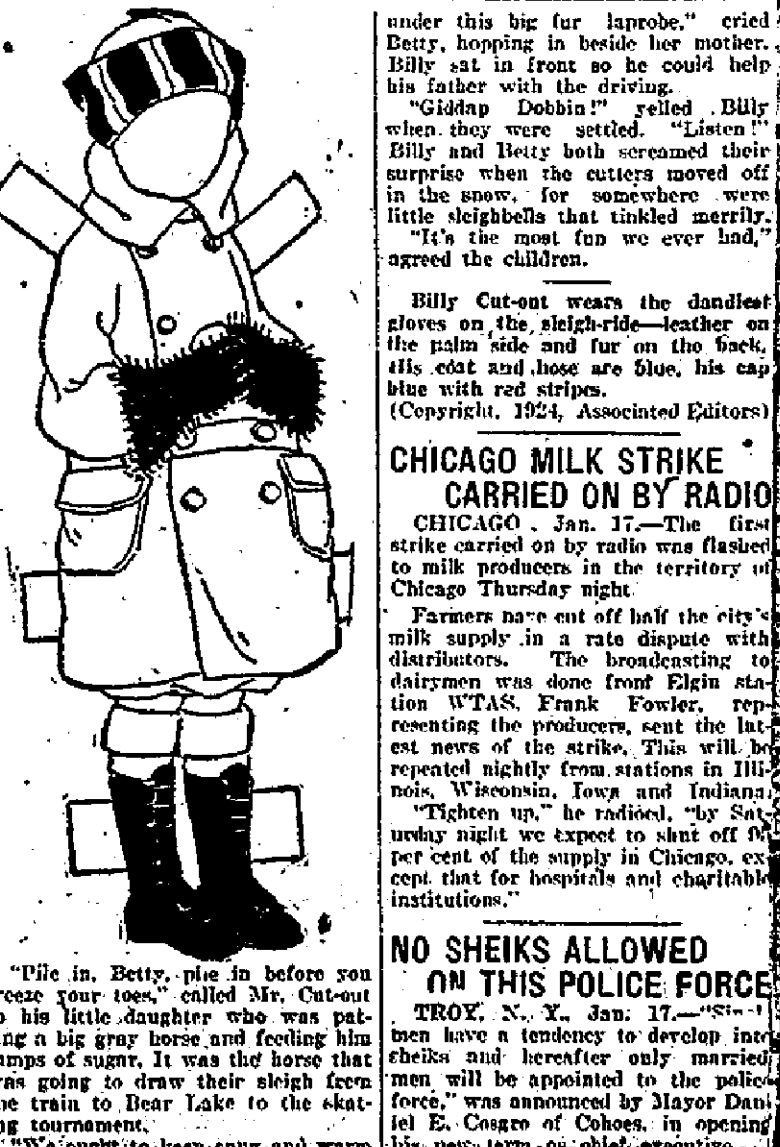 "Pile in, Betty, pile in before you
your toes," called Mr. Cut-out
his little daughter who was pat-
a big gray horse and feeding him
of sugar. It was the horse that
going to draw their sleigh from
train to Bear Lake to the skat-
tournament.
"We ought to keep snug and warm
under this big fur laprobe," cried
Betty, hopping in beside her mother.
Billy sat in front so he could help
his father with the driving.
"Giddap Dobbin!" yelled Billy
when they were settled. "Listen!"
Billy and Betty both screamed their
surprise when the cutters moved off
in the snow, for somewhere were
little sleighbells that tinkled merrily.
"It's the most fun we ever had,"
agreed the children.
Billy Cut-out wears the dandiest
gloves on the sleigh-ride—leather on
the palm side and fur on the back.
His coat and hose are blue, his cap
blue with red stripes.
(Copyright, 1924, Associated Editors)
CHICAGO MILK STRIKE
CARRIED ON BY RADIO
CHICAGO, Jan. 17.—The first
strike carried on by radio was flashed
to milk producers in the territory of
Chicago Thursday night.
Farmers have cut off half the city's
milk supply in a rate dispute with
distributors. The broadcasting to
dairymen was done from Elgin sta-
tion WTAS. Frank Fowler, rep-
resenting the producers, sent the lat-
est news of the strike. This will be
repeated nightly from stations in Illi-
nois, Wisconsin, Iowa and Indiana.
"Tighten up," he radioed, "by Sat-
urday night we expect to shut off
per cent of the supply in Chicago, ex-
cept that for hospitals and charitable
institutions."
NO SHEIKS ALLOWED
ON THIS POLICE FORCE
TROY, N. Y., Jan. 17.—
men have a tendency to develop into
sheiks and hereafter only married
men will be appointed to the police
force," was announced by Mayor Dan-
iel E. Cosgro of Cohoes, in opening
his new term as chief executive